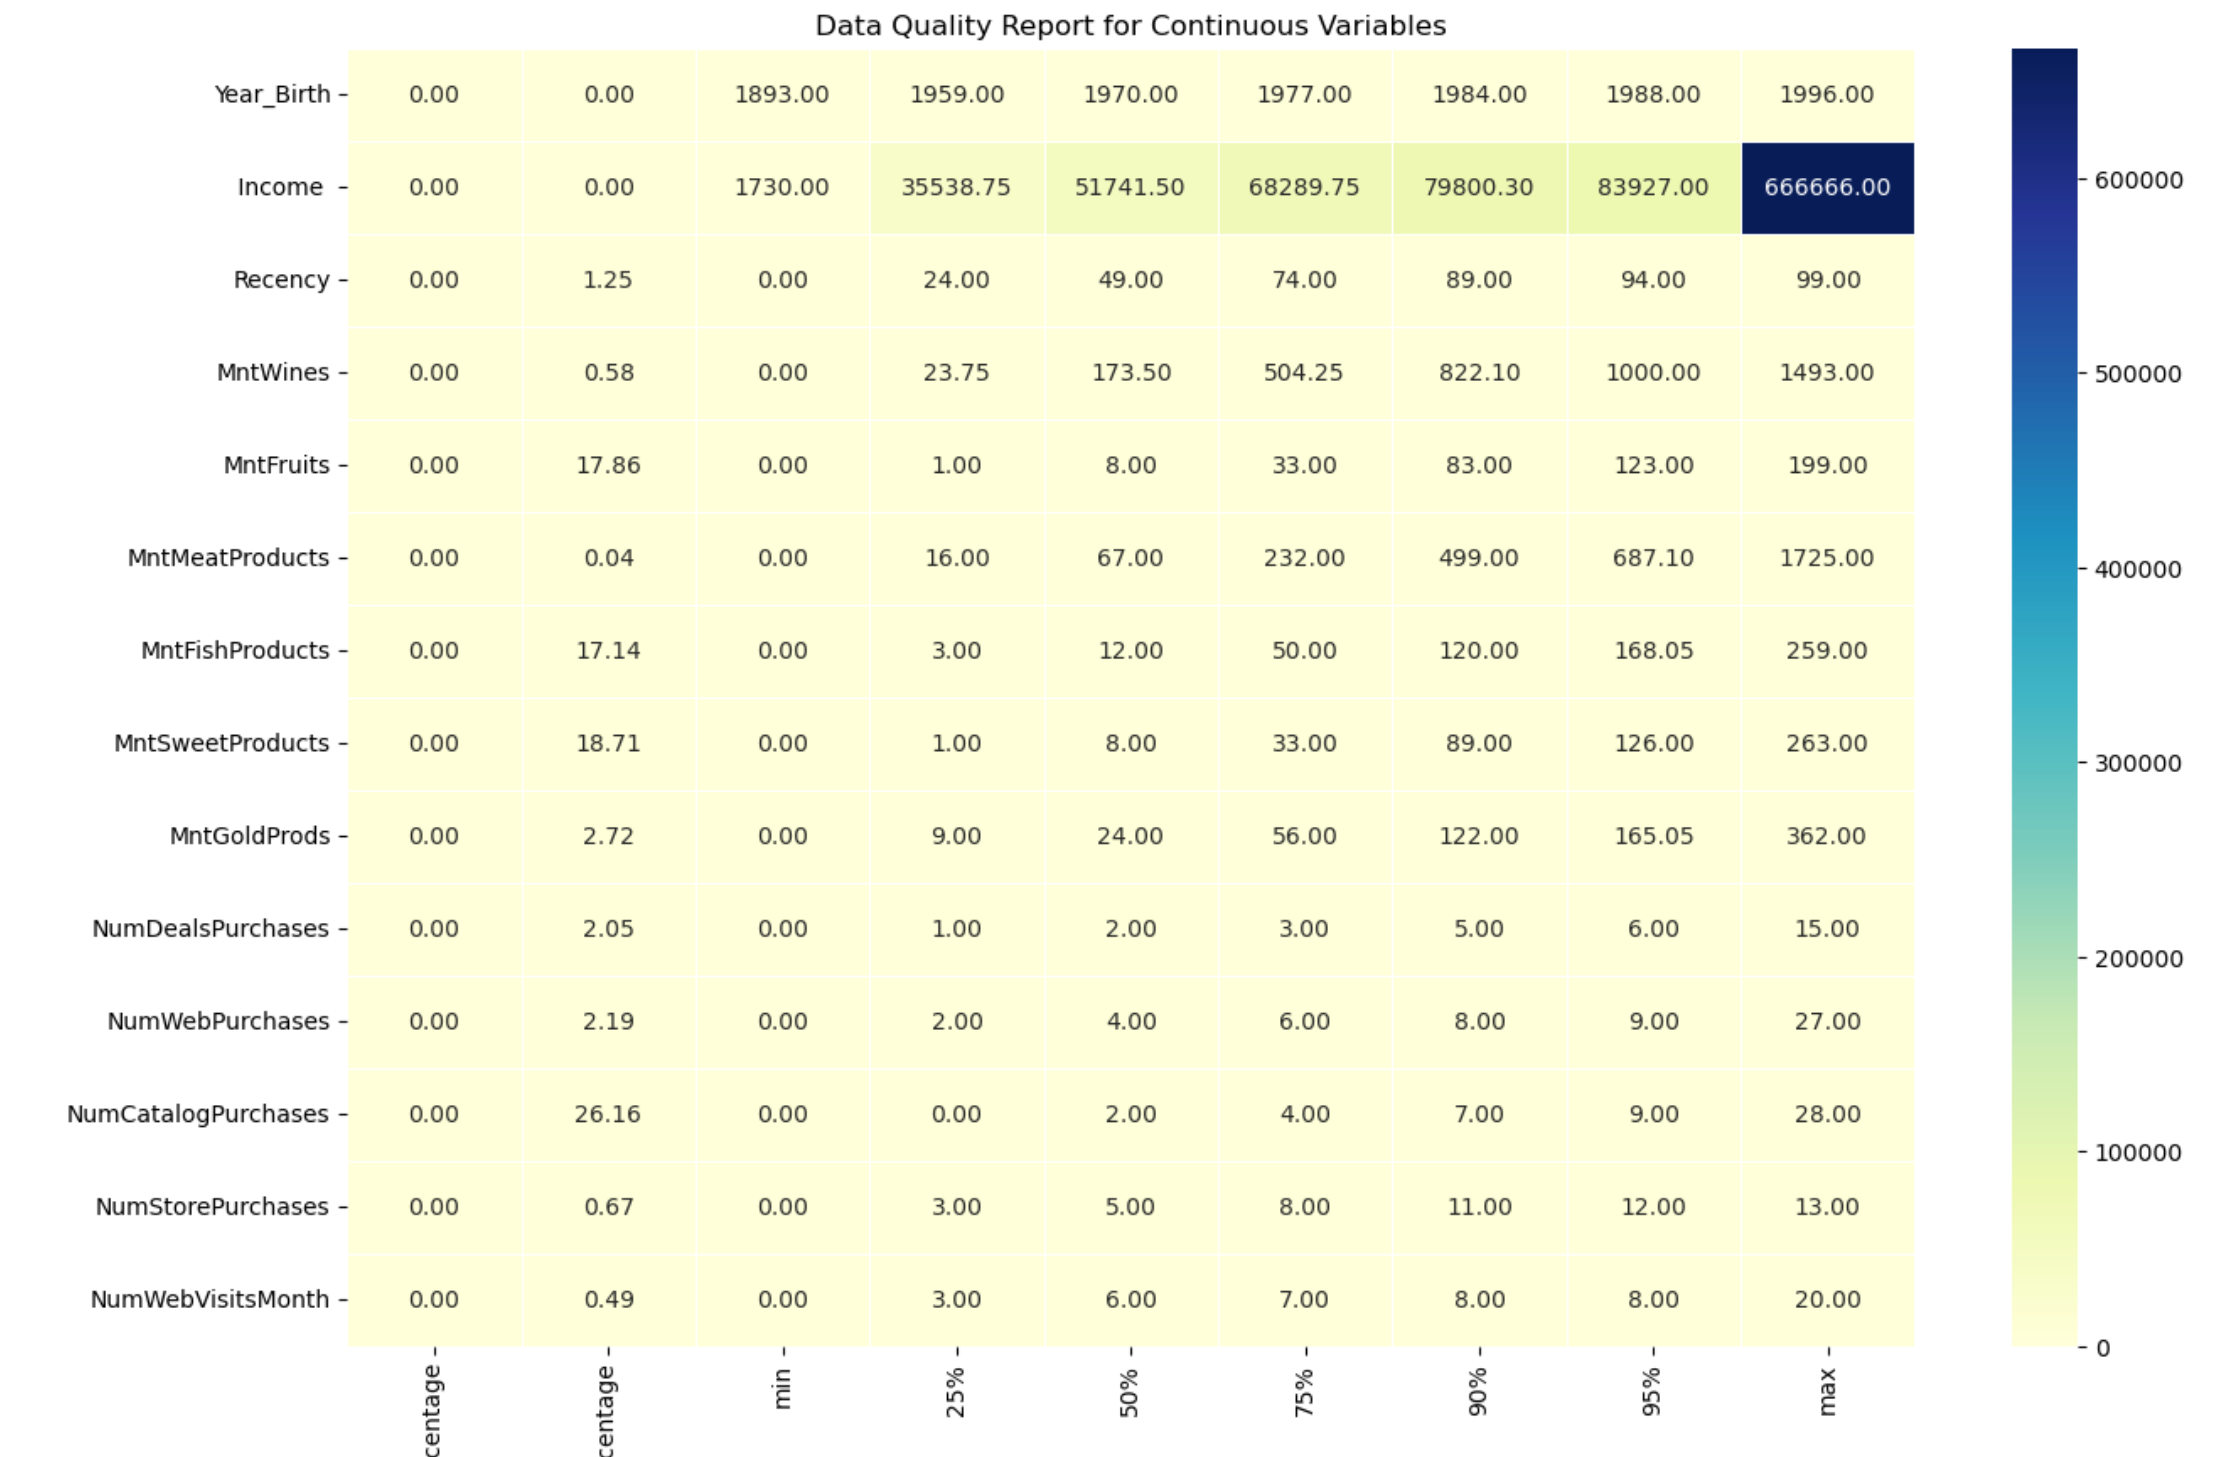 Data Quality Report for Continuous Variables
Year_Birth 0.00 0.00 1893.00 1959.00 1970.00 1977.00 1984.00 1988.00 1996.00
Income 0.00 0.00 1730.00 35538.75 51741.50 68289.75 79800.30 83927.00 666666.00
Recency 0.00 1.25 0.00 24.00 49.00 74.00 89.00 94.00 99.00
MntWines 0.00 0.58 0.00 23.75 173.50 504.25 822.10 1000.00 1493.00
MntFruits 0.00 17.86 0.00 1.00 8.00 33.00 83.00 123.00 199.00
MntMeatProducts 0.00 0.04 0.00 16.00 67.00 232.00 499.00 687.10 1725.00
MntFishProducts 0.00 17.14 0.00 3.00 12.00 50.00 120.00 168.05 259.00
MntSweetProducts 0.00 18.71 0.00 1.00 8.00 33.00 89.00 126.00 263.00
MntGoldProds 0.00 2.72 0.00 9.00 24.00 56.00 122.00 165.05 362.00
NumDealsPurchases 0.00 2.05 0.00 1.00 2.00 3.00 5.00 6.00 15.00
NumWebPurchases 0.00 2.19 0.00 2.00 4.00 6.00 8.00 9.00 27.00
NumCatalogPurchases 0.00 26.16 0.00 0.00 2.00 4.00 7.00 9.00 28.00
NumStorePurchases 0.00 0.67 0.00 3.00 5.00 8.00 11.00 12.00 13.00
NumWebVisitsMonth 0.00 0.49 0.00 3.00 6.00 7.00 8.00 8.00 20.00
centage centage min 25% 50% 75% 90% 95% max
600000
500000
400000
300000
200000
100000
0